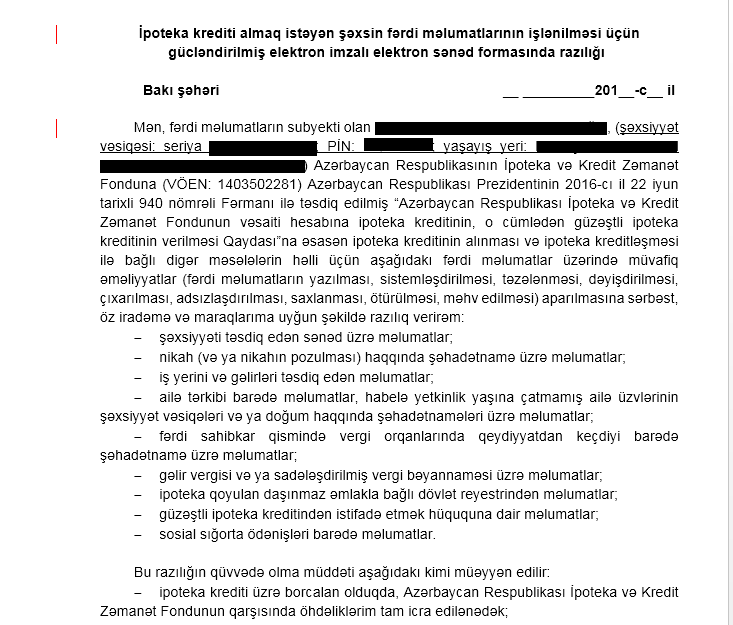 İpoteka krediti almaq istəyən şəxsin fərdi məlumatlarının işlənilməsi üçün
gücləndirilmiş elektron imzalı elektron sənəd formasında razılığı
Bakı şəhəri __ __________201__-c__ il
Mən, fərdi məlumatların subyekti olan , (şəxsiyyət
vəsiqəsi: seriya PİN: yaşayış yeri:
) Azərbaycan Respublikasının İpoteka və Kredit Zəmanət
Fonduna (VÖEN: 1403502281) Azərbaycan Respublikası Prezidentinin 2016-cı il 22 iyun
tarixli 940 nömrəli Fərmanı ilə təsdiq edilmiş “Azərbaycan Respublikası İpoteka və Kredit
Zəmanət Fondunun vəsaiti hesabına ipoteka kreditinin, o cümlədən güzəştli ipoteka
kreditinin verilməsi Qaydası”na əsasən ipoteka kreditinin alınması və ipoteka kreditləşməsi
ilə bağlı digər məsələlərin həlli üçün aşağıdakı fərdi məlumatlar üzərində müvafiq
əməliyyatlar (fərdi məlumatların yazılması, sistemləşdirilməsi, təzələnməsi, dəyişdirilməsi,
çıxarılması, adsızlaşdırılması, saxlanması, ötürülməsi, məhv edilməsi) aparılmasına sərbəst,
öz iradəmə və maraqlarıma uyğun şəkildə razılıq verirəm:
– şəxsiyyəti təsdiq edən sənəd üzrə məlumatlar;
– nikah (və ya nikahın pozulması) haqqında şəhadətnamə üzrə məlumatlar;
– iş yerini və gəlirləri təsdiq edən məlumatlar;
– ailə tərkibi barədə məlumatlar, habelə yetkinlik yaşına çatmamış ailə üzvlərinin
şəxsiyyət vəsiqələri və ya doğum haqqında şəhadətnamələri üzrə məlumatlar;
– fərdi sahibkar qismində vergi orqanlarında qeydiyyatdan keçdiyi barədə
şəhadətnamə üzrə məlumatlar;
– gəlir vergisi və ya sadələşdrilmiş vergi bəyannaməsi üzrə məlumatlar;
– ipoteka qoyulan daşınmaz əmlakla bağlı dövlət reyestrindən məlumatlar;
– güzəştli ipoteka kreditindən istifadə etmək hüququna dair məlumatlar;
– sosial sığorta ödənişləri barədə məlumatlar.
Bu razılığın qüvvədə olma müddəti aşağıdakı kimi müəyyən edilir:
– ipoteka krediti üzrə borcalan olduqda, Azərbaycan Respublikası İpoteka və Kredit
Zəmanət Fondunun qarşısında öhdəliklərim tam icra edilənədək;